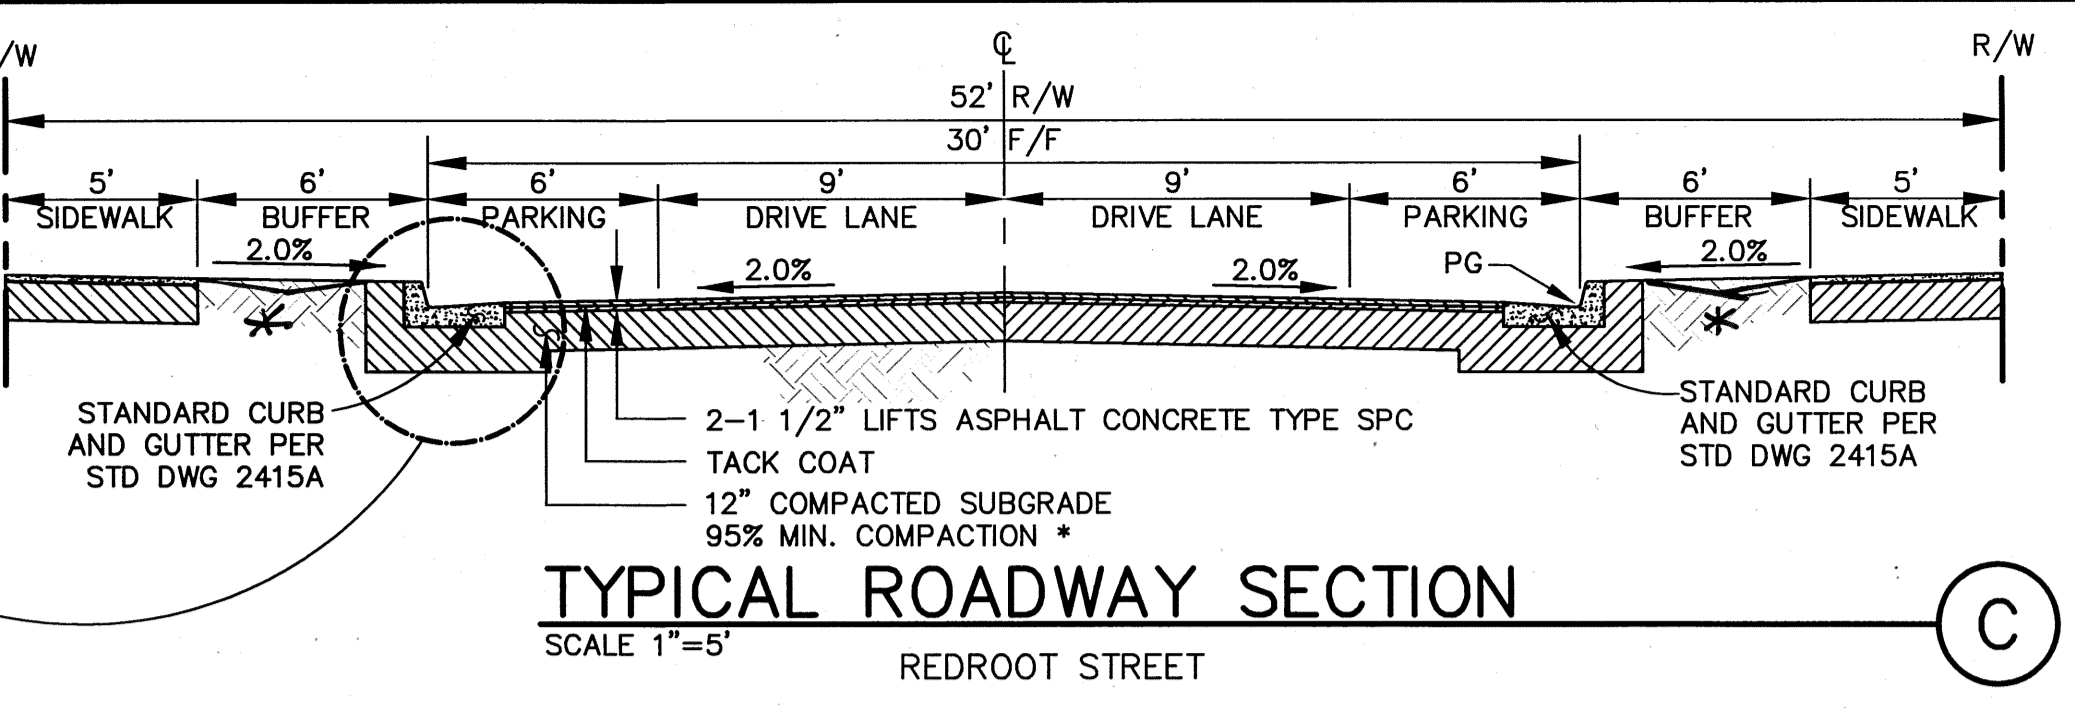 /W
℄
R/W
52' R/W
30' F/F
5' 6' 6' 9' 9' 6' 6' 5'
SIDEWALK BUFFER PARKING DRIVE LANE DRIVE LANE PARKING BUFFER SIDEWALK
2.0% 2.0% 2.0% PG 2.0%
* *
STANDARD CURB
AND GUTTER PER
STD DWG 2415A
2-1 1/2" LIFTS ASPHALT CONCRETE TYPE SPC
TACK COAT
12" COMPACTED SUBGRADE
95% MIN. COMPACTION *
STANDARD CURB
AND GUTTER PER
STD DWG 2415A
TYPICAL ROADWAY SECTION
C
SCALE 1"=5'
REDROOT STREET